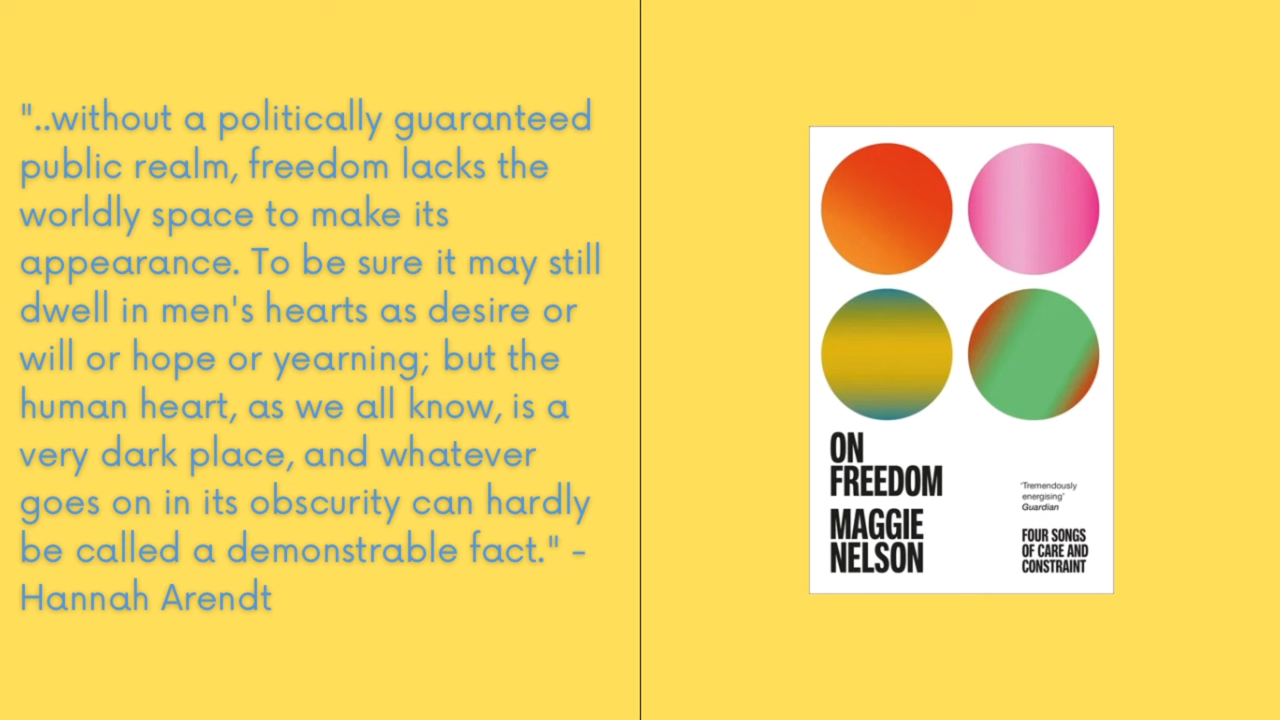 "..without a politically guaranteed
public realm, freedom lacks the
worldly space to make its
appearance. To be sure it may still
dwell in men's hearts as desire or
will or hope or yearning; but the
human heart, as we all know, is a
very dark place, and whatever
goes on in its obscurity can hardly
be called a demonstrable fact." -
Hannah Arendt
ON
FREEDOM
MAGGIE
NELSON
'Tremendously
energising'
Guardian
FOUR SONGS
OF CARE AND
CONSTRAINT